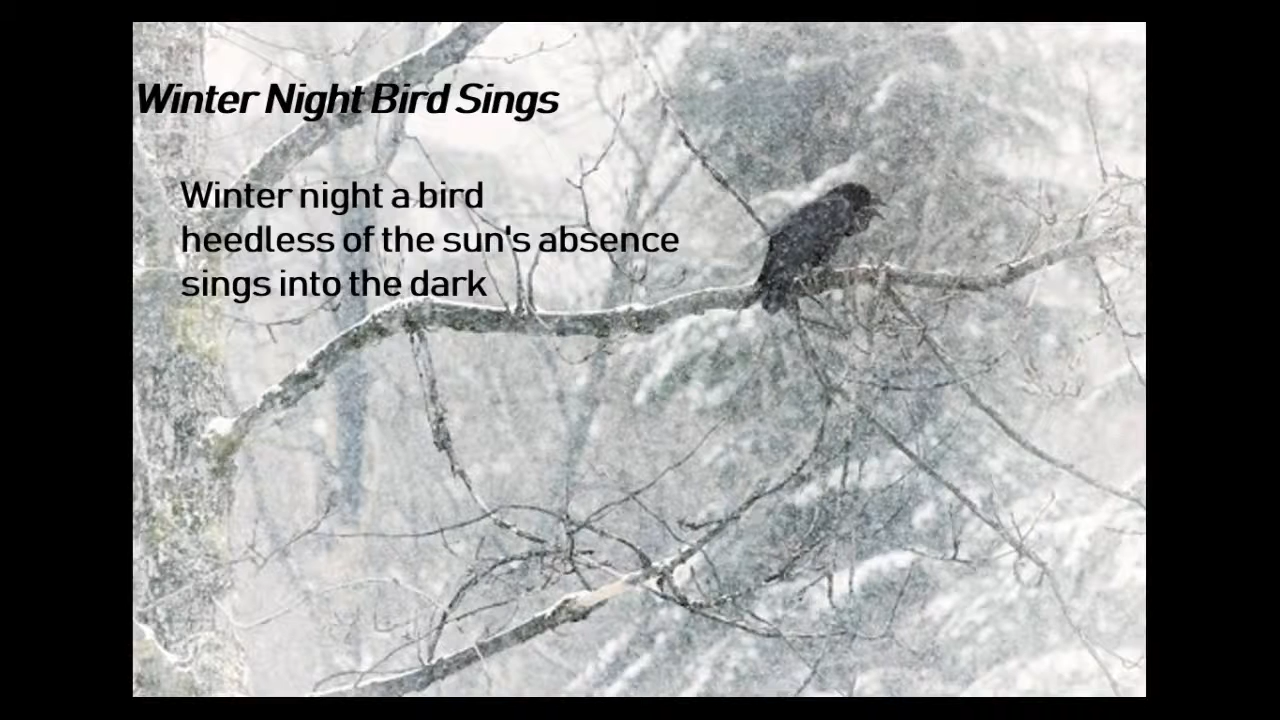 Winter Night Bird Sings
Winter night a bird
heedless of the sun's absence
sings into the dark